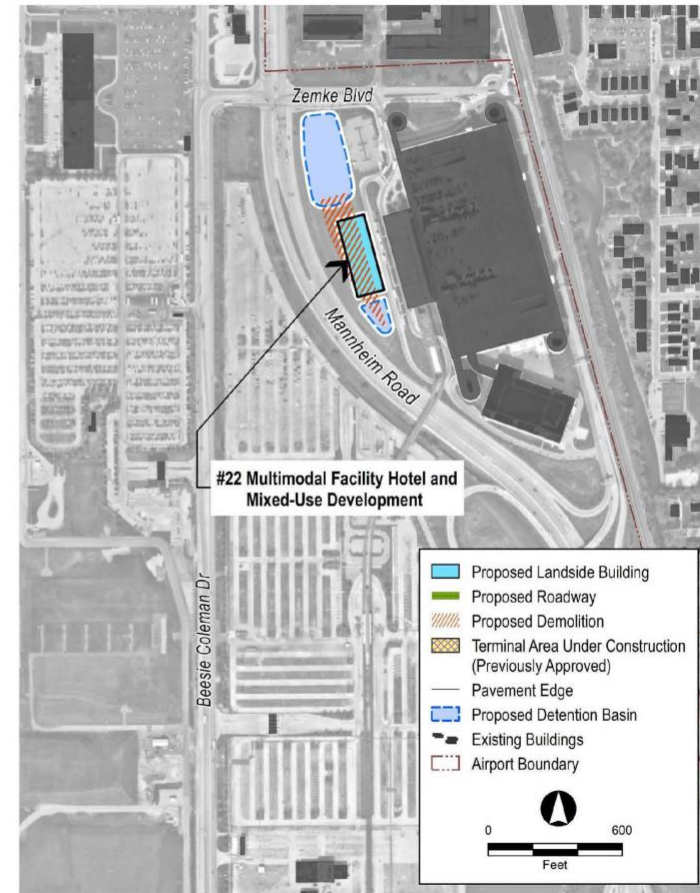 Zemke Blvd
Mannheim Road
#22 Multimodal Facility Hotel and
Mixed-Use Development
Beesie Coleman Dr
Proposed Landside Building
Proposed Roadway
Proposed Demolition
Terminal Area Under Construction
(Previously Approved)
Pavement Edge
Proposed Detention Basin
Existing Buildings
Airport Boundary
0 600
Feet